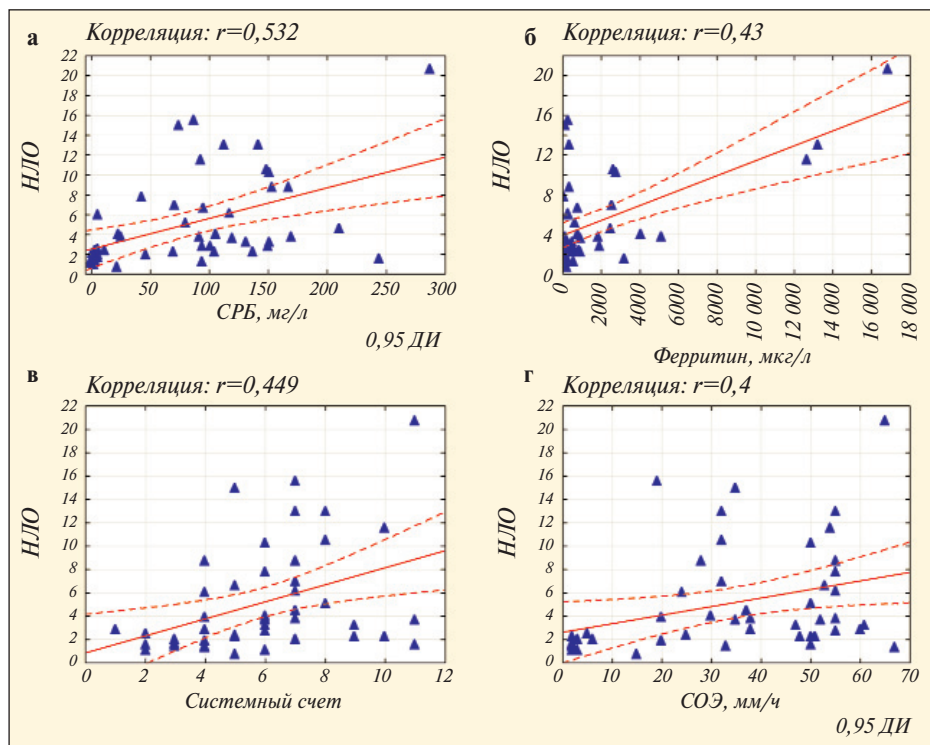 а
Корреляция: r=0,532
22
20
18
16
14
12
10
8
6
4
2
0
НЛО
0 50 100 150 200 250 300
СРБ, мг/л
0,95 ДИ
б
Корреляция: r=0,43
20
16
12
8
4
0
НЛО
0 2000 4000 6000 8000 10 000 12 000 14 000 16 000 18 000
Ферритин, мкг/л
в
Корреляция: r=0,449
22
20
18
16
14
12
10
8
6
4
2
0
НЛО
0 2 4 6 8 10 12
Системный счет
г
Корреляция: r=0,4
22
20
18
16
14
12
10
8
6
4
2
0
НЛО
0 10 20 30 40 50 60 70
СОЭ, мм/ч
0,95 ДИ